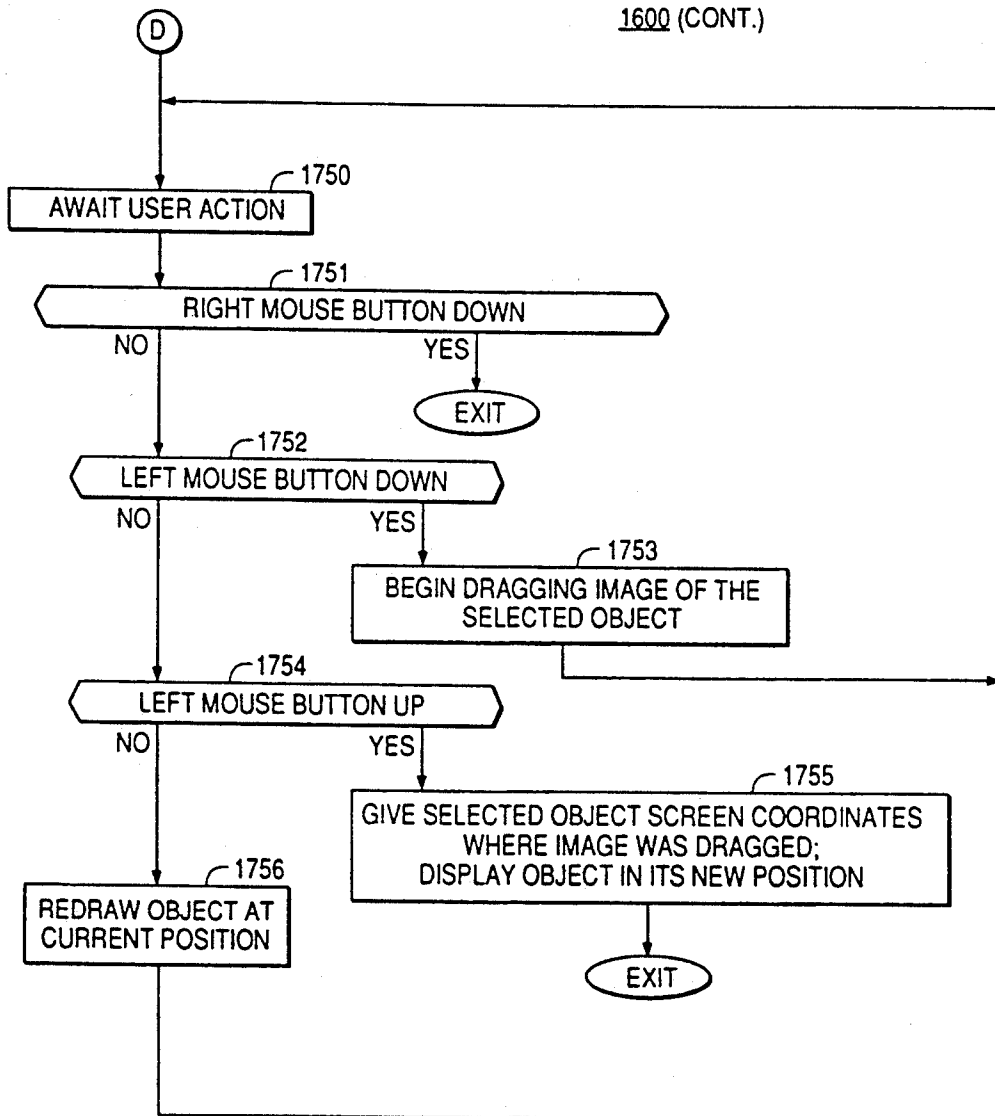 1600 (CONT.)
D
1750
AWAIT USER ACTION
1751
RIGHT MOUSE BUTTON DOWN
NO
YES
EXIT
1752
LEFT MOUSE BUTTON DOWN
NO
YES
1753
BEGIN DRAGGING IMAGE OF THE
SELECTED OBJECT
1754
LEFT MOUSE BUTTON UP
NO
YES
1755
GIVE SELECTED OBJECT SCREEN COORDINATES
WHERE IMAGE WAS DRAGGED;
DISPLAY OBJECT IN ITS NEW POSITION
1756
REDRAW OBJECT AT
CURRENT POSITION
EXIT